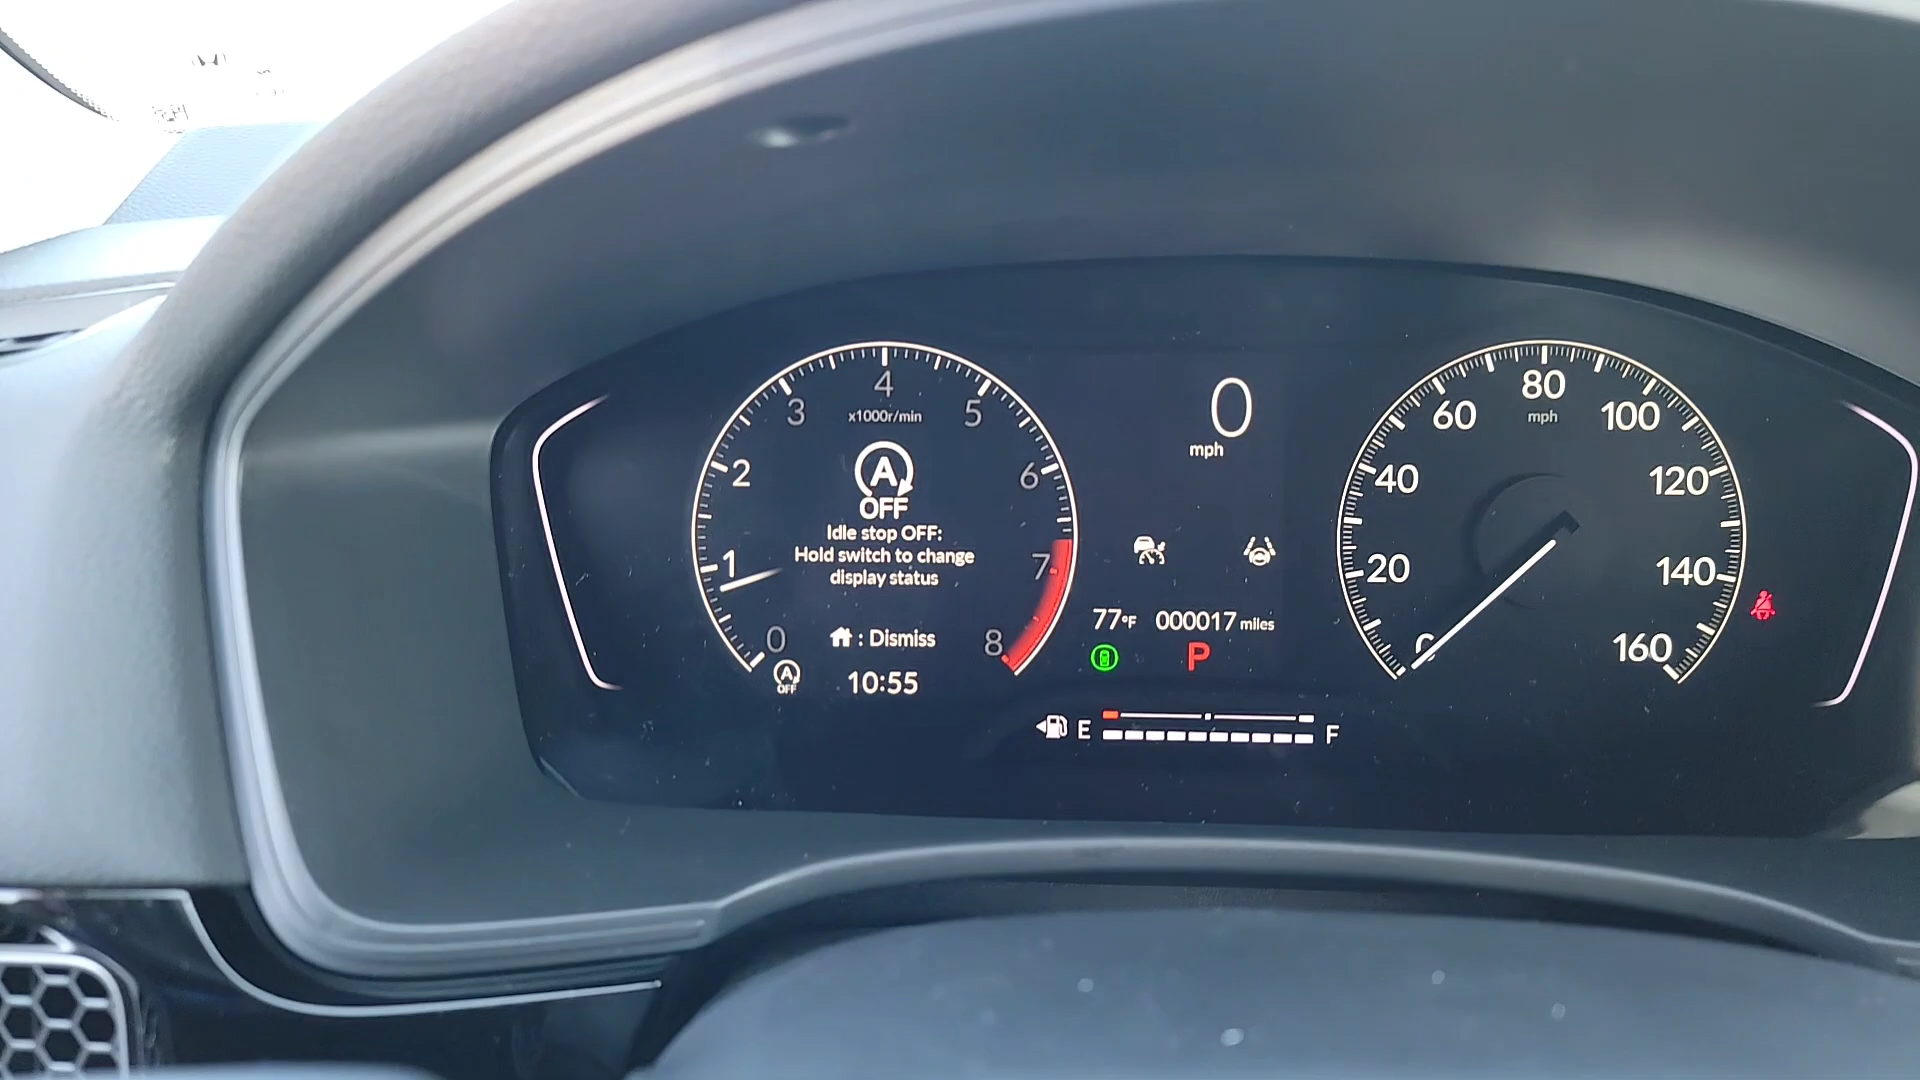 4
3
5
x1000r/min
2
6
A
OFF
Idle stop OFF:
Hold switch to change
display status
1
7
0
8
: Dismiss
A
OFF
10:55
0
mph
77°F 000017 miles
P
E
F
80
60
mph
100
40
120
20
140
160